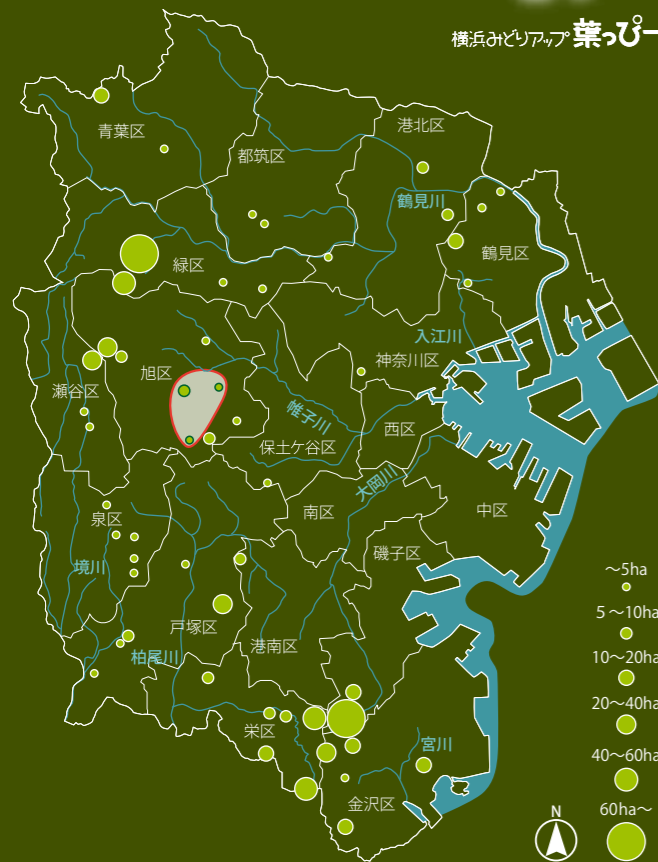 横浜みどりアップ 葉っぴー
青葉区
港北区
都筑区
鶴見川
鶴見区
緑区
入江川
神奈川区
旭区
瀬谷区
帷子川
西区
保土ケ谷区
大岡川
南区
中区
泉区
磯子区
境川
戸塚区
港南区
柏尾川
栄区
宮川
金沢区
～5ha
5～10ha
10～20ha
20～40ha
40～60ha
60ha～
N